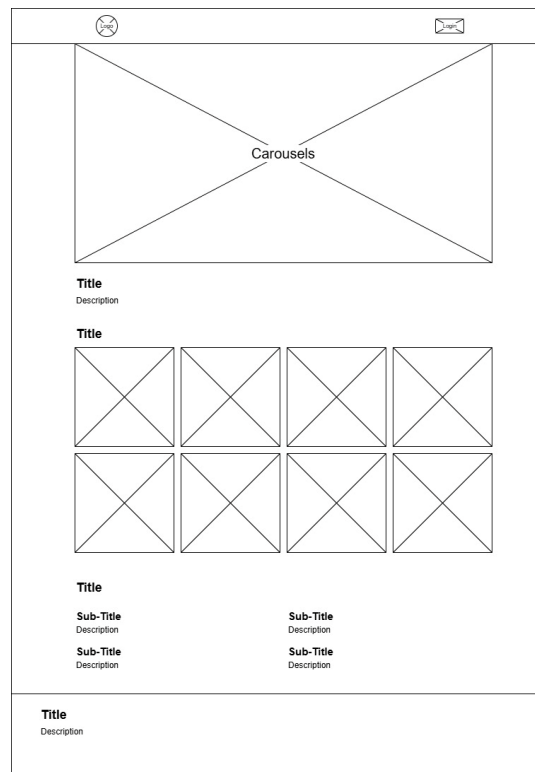 Logo
Login
Carousels
Title
Description
Title
Title
Sub-Title
Description
Sub-Title
Description
Sub-Title
Description
Sub-Title
Description
Title
Description